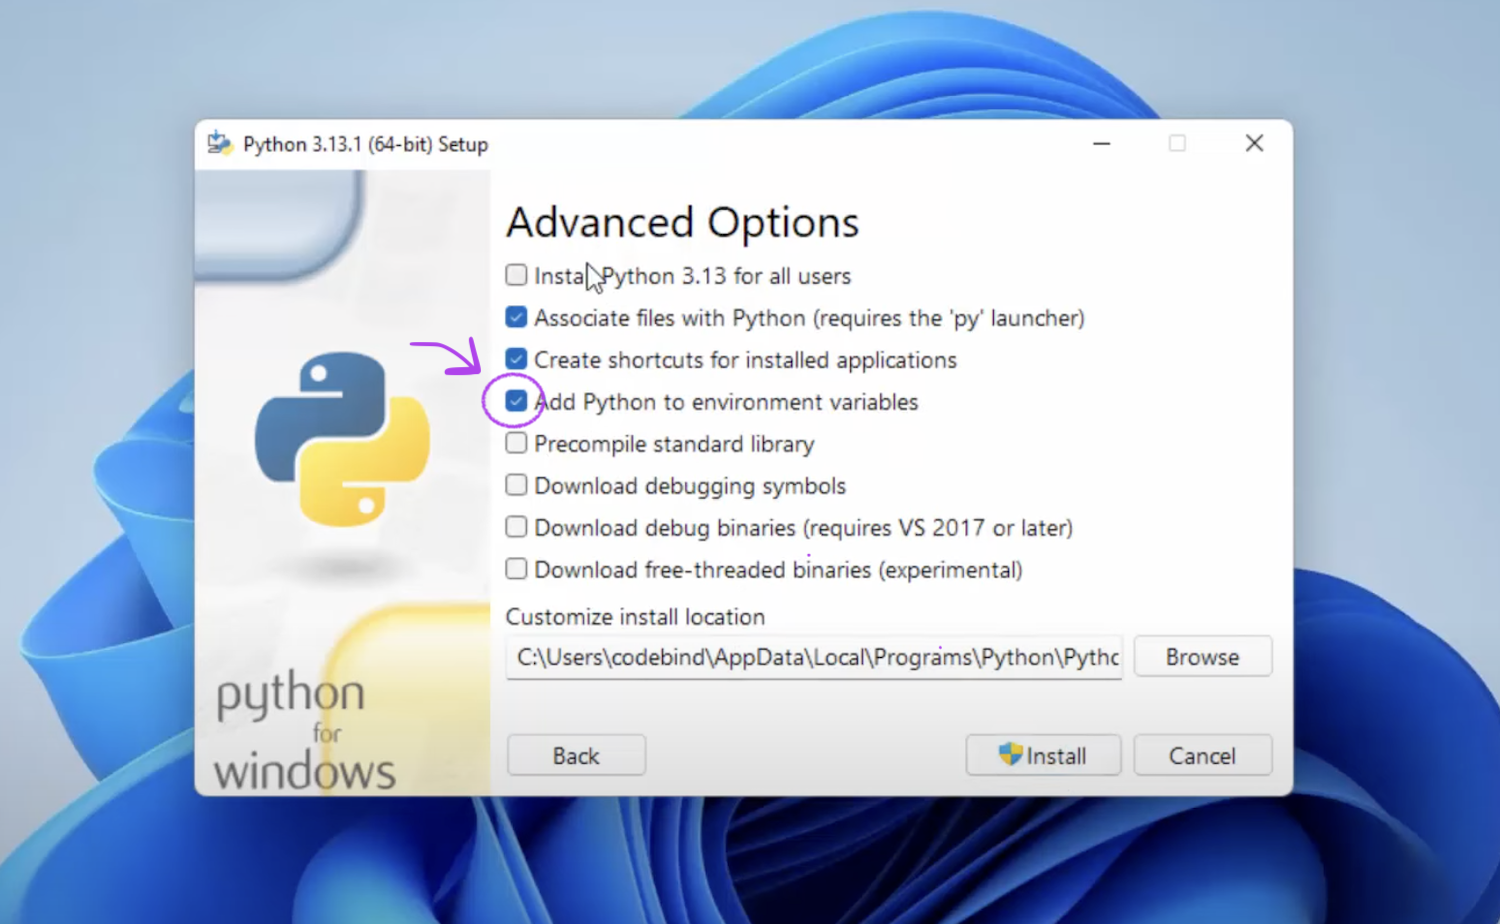 Python 3.13.1 (64-bit) Setup
Advanced Options
Install Python 3.13 for all users
Associate files with Python (requires the 'py' launcher)
Create shortcuts for installed applications
Add Python to environment variables
Precompile standard library
Download debugging symbols
Download debug binaries (requires VS 2017 or later)
Download free-threaded binaries (experimental)
Customize install location
C:\Users\codebind\AppData\Local\Programs\Python\Pytho
Browse
python
for
windows
Back
Install
Cancel